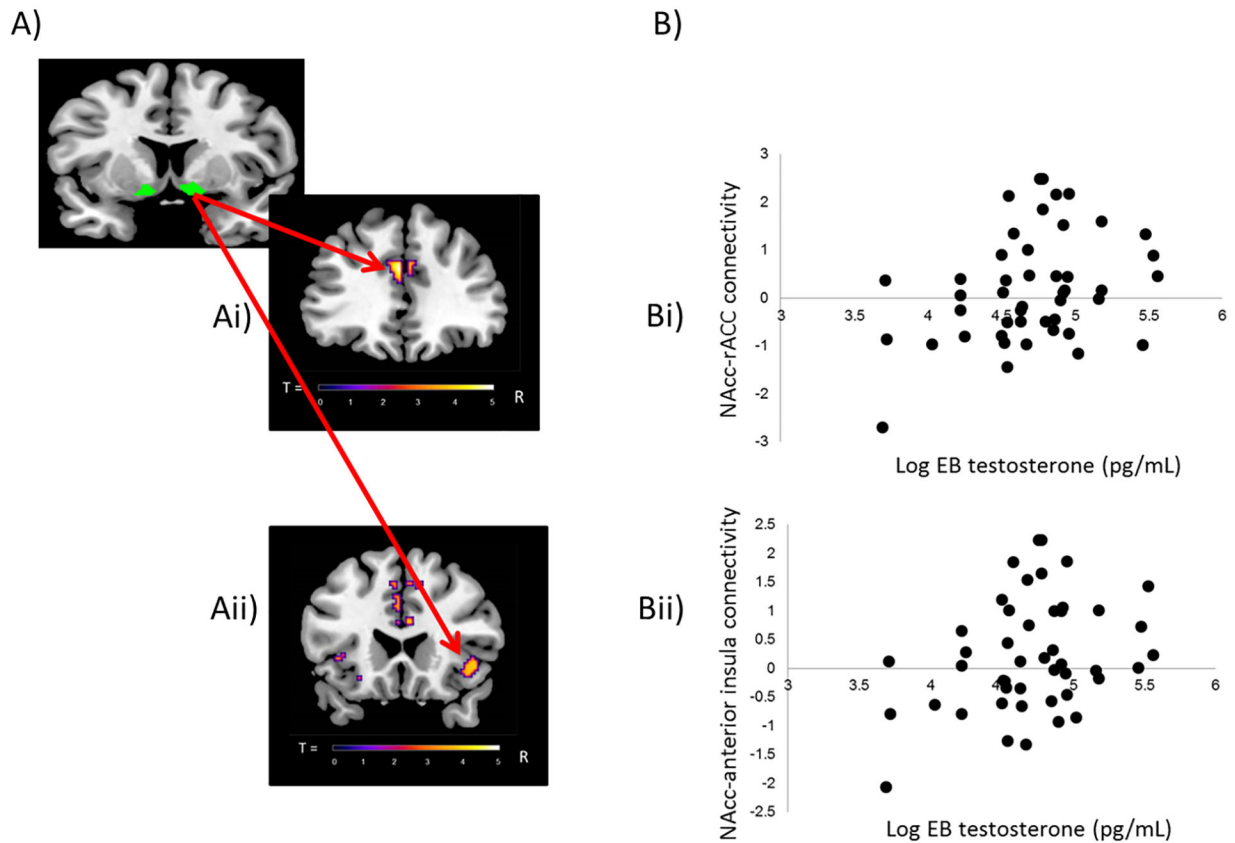 A)
Ai)
T =
0 1 2 3 4 5
R
Aii)
T =
0 1 2 3 4 5
R
B)
Bi)
NAcc-rACC connectivity
3
2
1
0
-1
-2
-3
3 3.5 4 4.5 5 5.5 6
Log EB testosterone (pg/mL)
Bii)
NAcc-anterior insula connectivity
2.5
2
1.5
1
0.5
0
-0.5
-1
-1.5
-2
-2.5
3 3.5 4 4.5 5 5.5 6
Log EB testosterone (pg/mL)